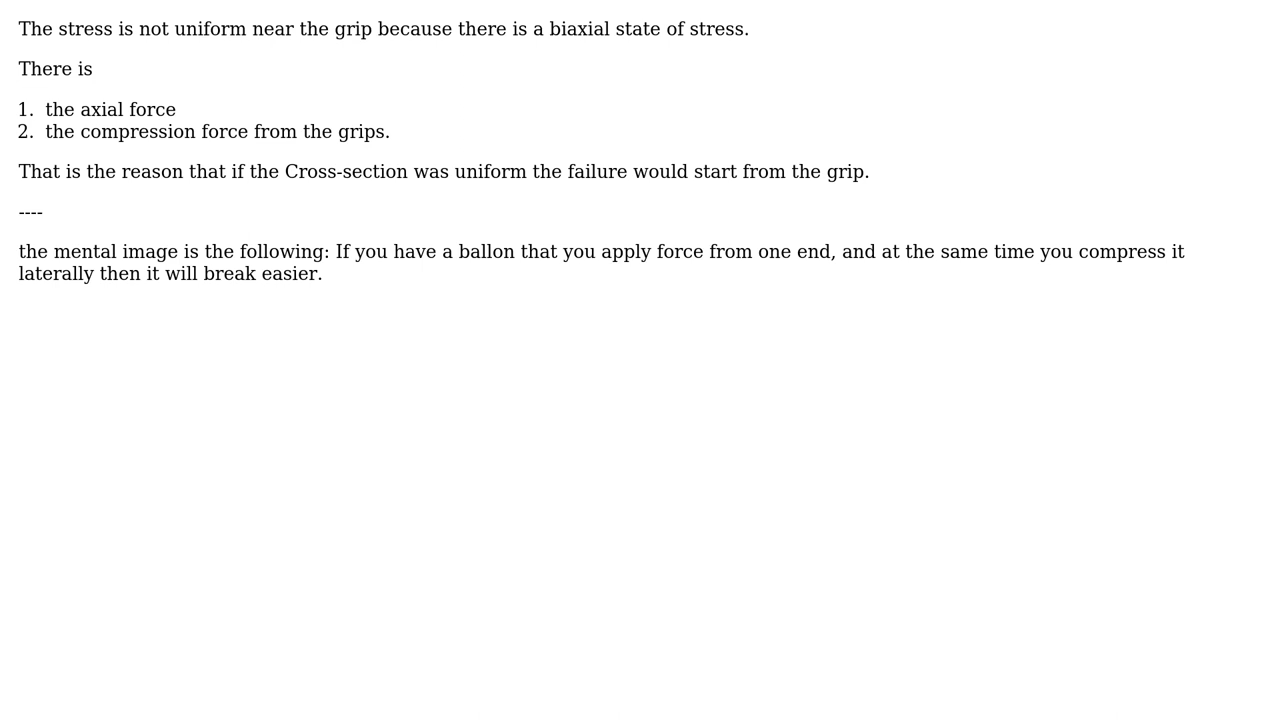 The stress is not uniform near the grip because there is a biaxial state of stress.
There is
1. the axial force
2. the compression force from the grips.
That is the reason that if the Cross-section was uniform the failure would start from the grip.
----
the mental image is the following: If you have a ballon that you apply force from one end, and at the same time you compress it
laterally then it will break easier.